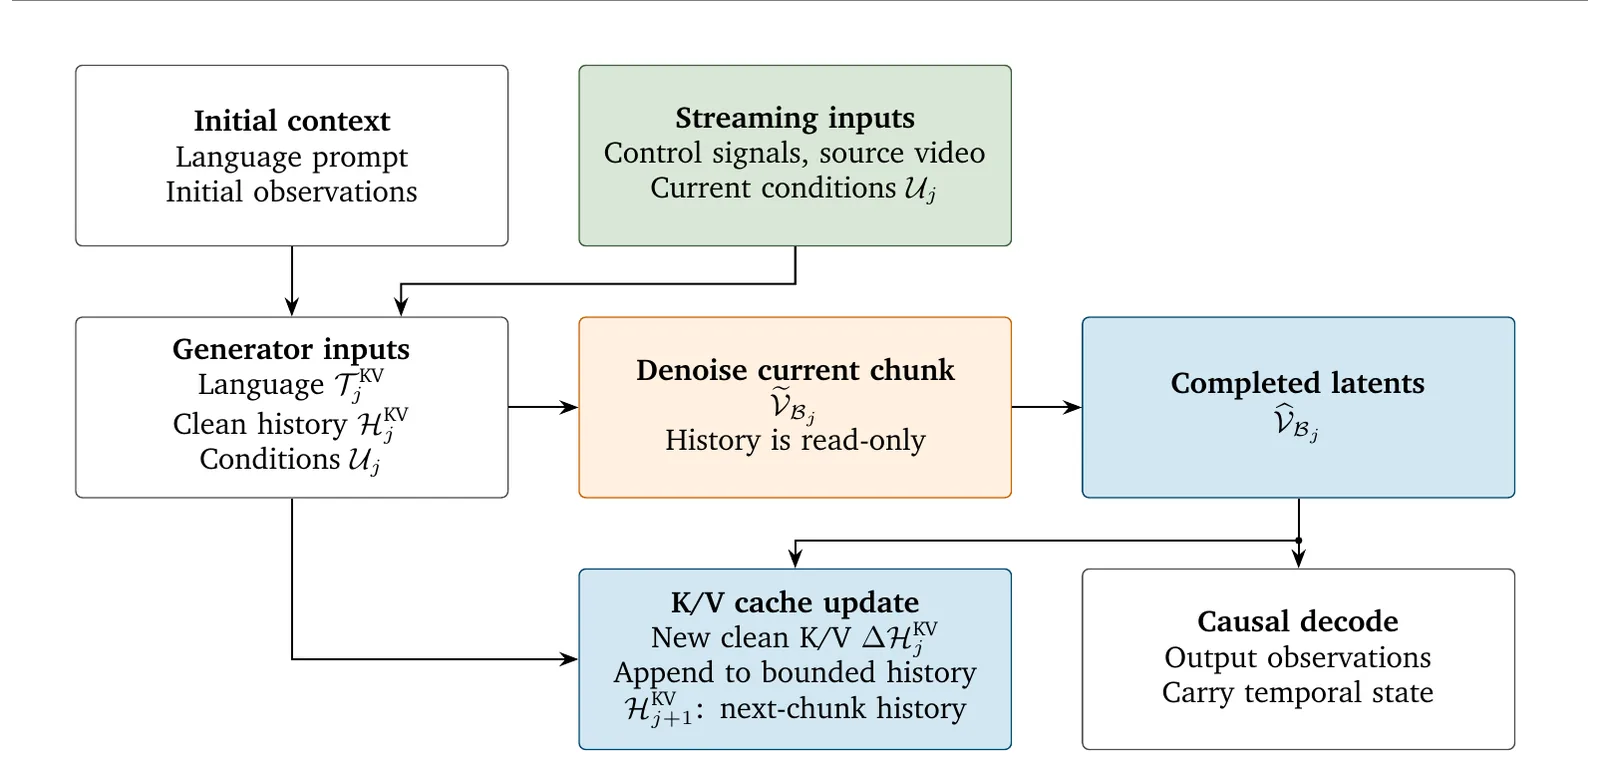 Initial context
Language prompt
Initial observations
Streaming inputs
Control signals, source video
Current conditions 𝒰_j
Generator inputs
Language 𝒯_j^KV
Clean history ℋ_j^KV
Conditions 𝒰_j
Denoise current chunk
Ṽ_ℬ_j
History is read-only
Completed latents
V̂_ℬ_j
K/V cache update
New clean K/V Δℋ_j^KV
Append to bounded history
ℋ_{j+1}^KV: next-chunk history
Causal decode
Output observations
Carry temporal state